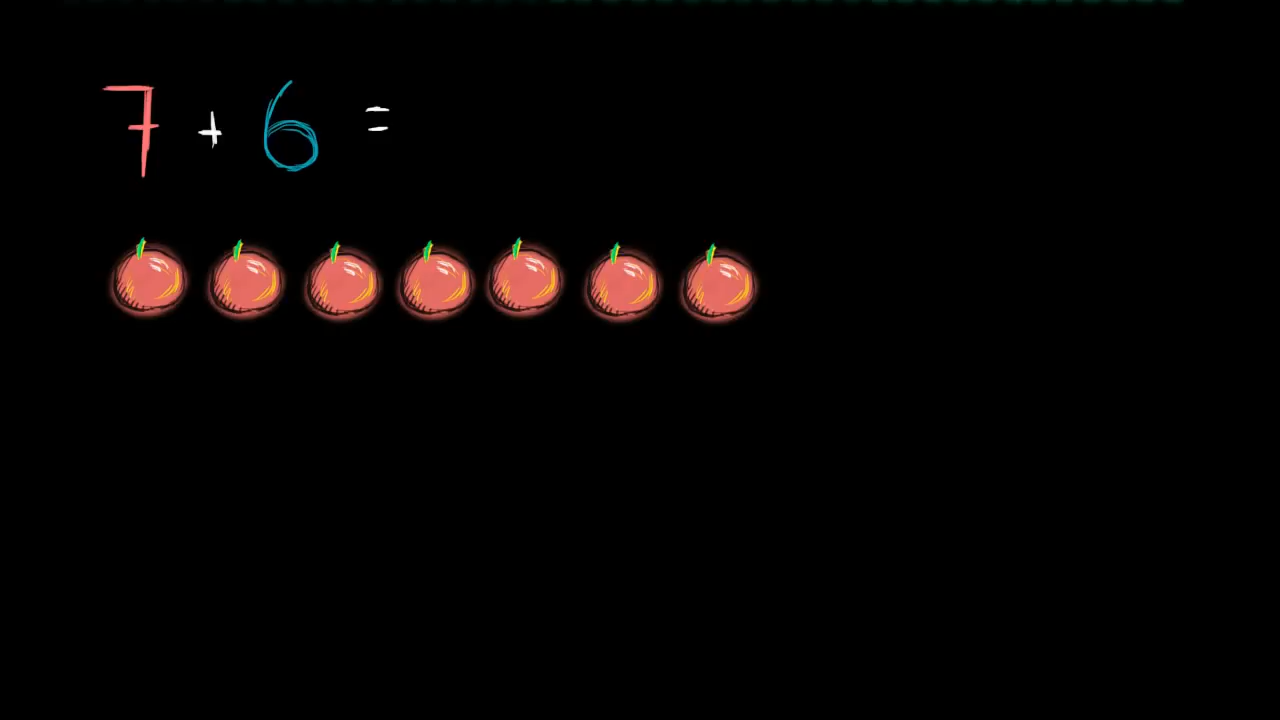 7 + 6 =